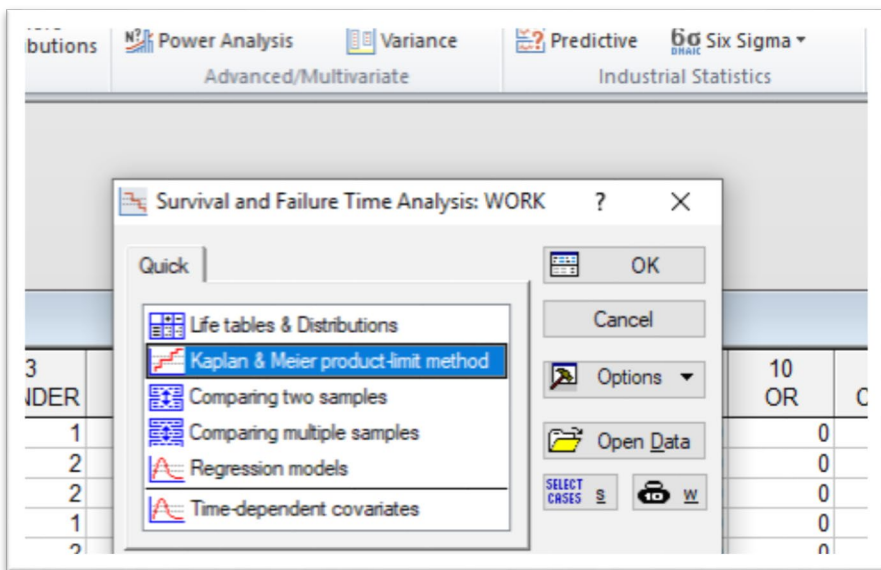 ibutions N? Power Analysis Variance Predictive 6σ DMAIC Six Sigma
Advanced/Multivariate Industrial Statistics
Survival and Failure Time Analysis: WORK ? X
Quick
OK
Life tables & Distributions
Cancel
Kaplan & Meier product-limit method
Options
Comparing two samples
Comparing multiple samples
Open Data
Regression models
SELECT CASES S W
Time-dependent covariates
3 10
NDER OR C
1 0
2 0
2 0
1 0
2 0